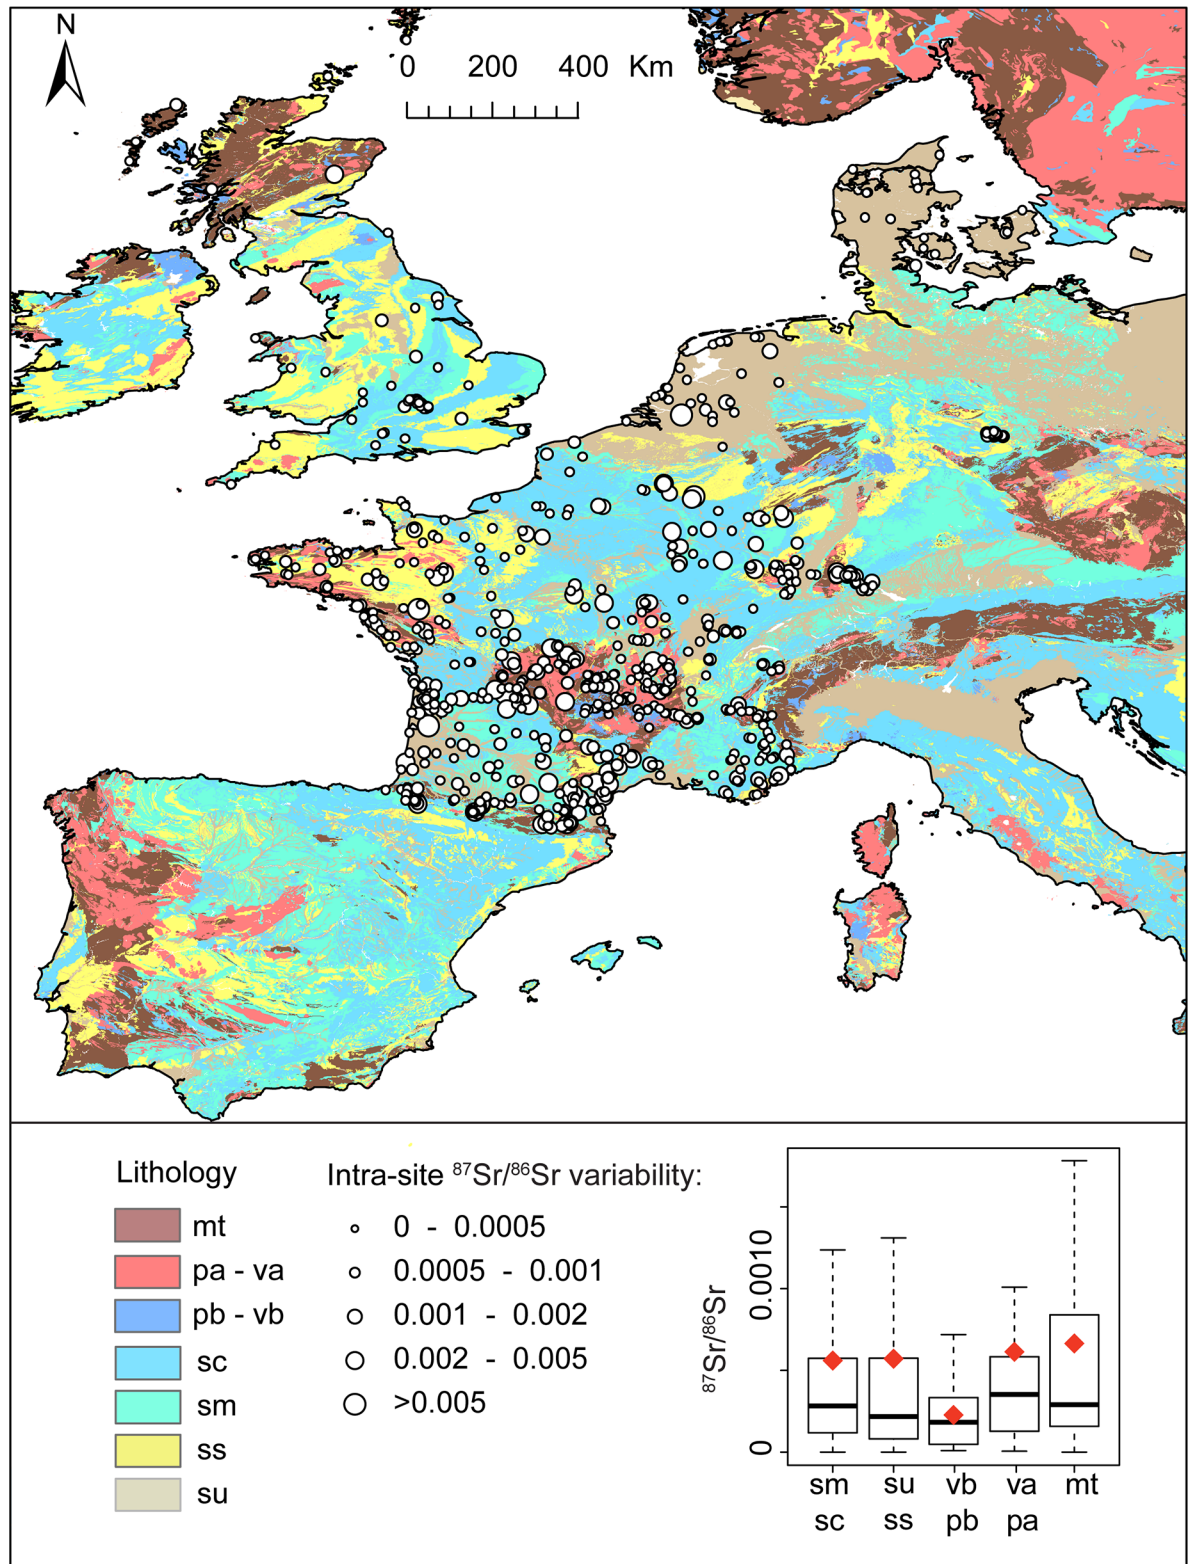 N
0 200 400 Km
Lithology
mt
pa - va
pb - vb
sc
sm
ss
su
Intra-site ⁸⁷Sr/⁸⁶Sr variability:
0 - 0.0005
0.0005 - 0.001
0.001 - 0.002
0.002 - 0.005
>0.005
⁸⁷Sr/⁸⁶Sr
0.0010
0
sm su vb va mt
sc ss pb pa